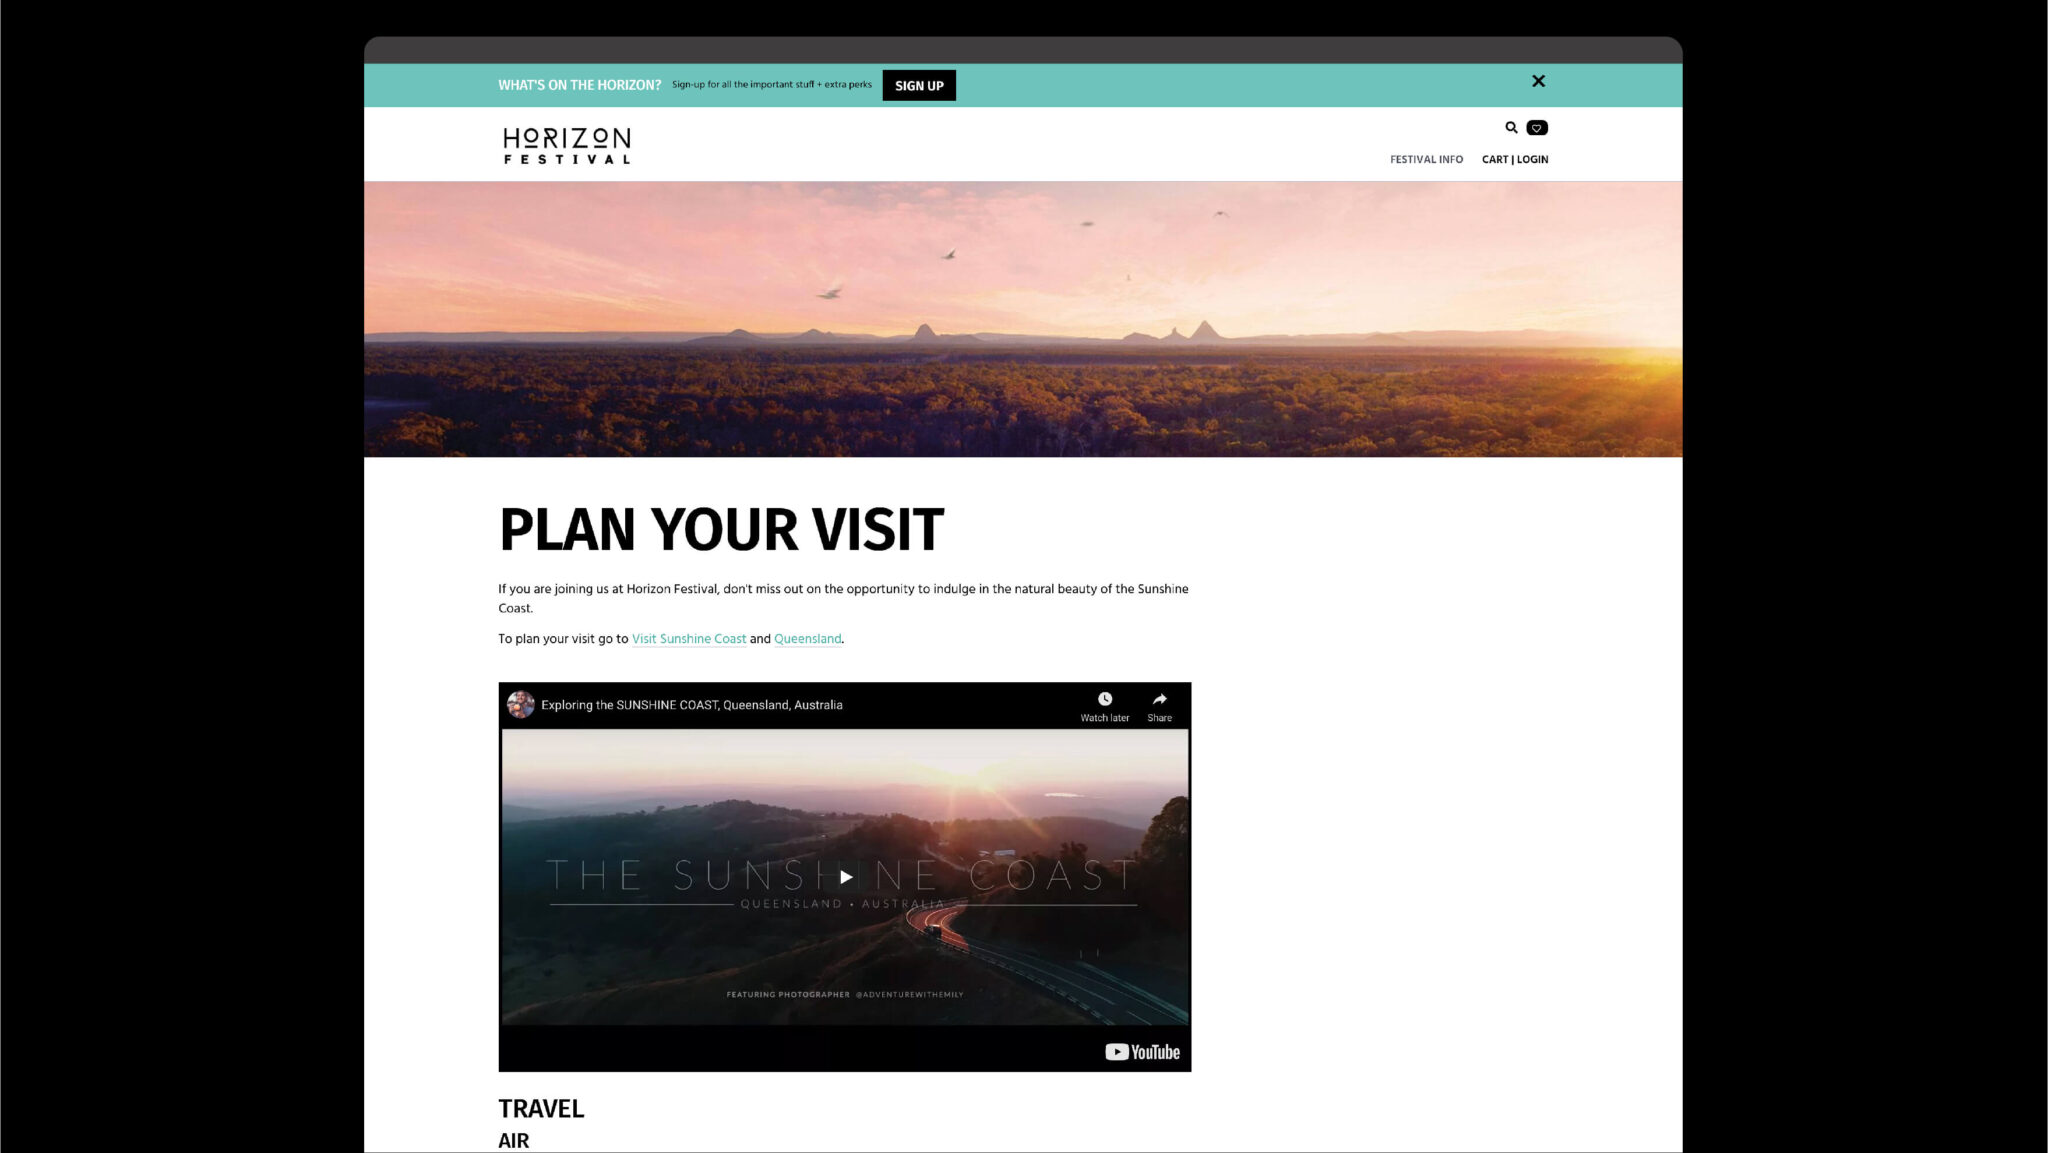 WHAT'S ON THE HORIZON? Sign-up for all the important stuff + extra perks SIGN UP
HORIZON
FESTIVAL
FESTIVAL INFO CART | LOGIN
PLAN YOUR VISIT
If you are joining us at Horizon Festival, don't miss out on the opportunity to indulge in the natural beauty of the Sunshine
Coast.
To plan your visit go to Visit Sunshine Coast and Queensland.
Exploring the SUNSHINE COAST, Queensland, Australia
Watch later Share
THE SUNSHINE COAST
QUEENSLAND • AUSTRALIA
FEATURING PHOTOGRAPHER @ADVENTUREWITHEMILY
YouTube
TRAVEL
AIR